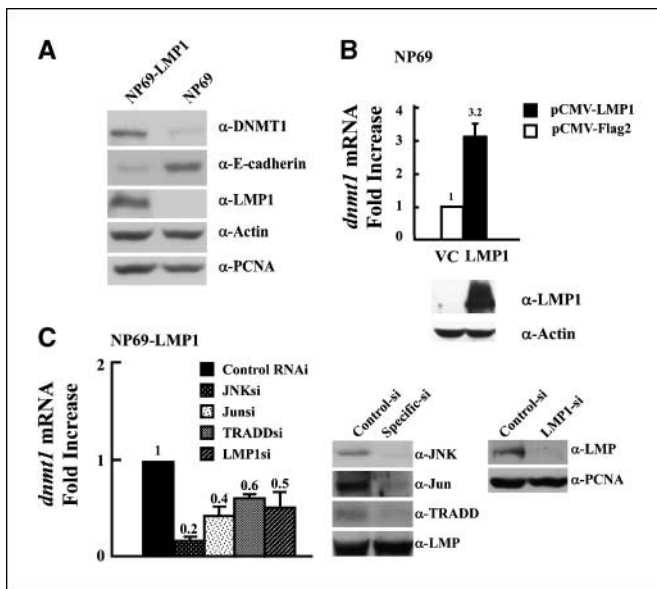 A
NP69-LMP1
NP69
α-DNMT1
α-E-cadherin
α-LMP1
α-Actin
α-PCNA
B
NP69
dnmt1 mRNA
Fold Increase
4
3
2
1
0
1
3.2
VC LMP1
pCMV-LMP1
pCMV-Flag2
α-LMP1
α-Actin
C
NP69-LMP1
dnmt1 mRNA
Fold Increase
2
1
0
1
0.2
0.4
0.6
0.5
Control RNAi
JNKsi
Junsi
TRADDsi
LMP1si
Control-si
Specific-si
α-JNK
α-Jun
α-TRADD
α-LMP
Control-si
LMP1-si
α-LMP
α-PCNA